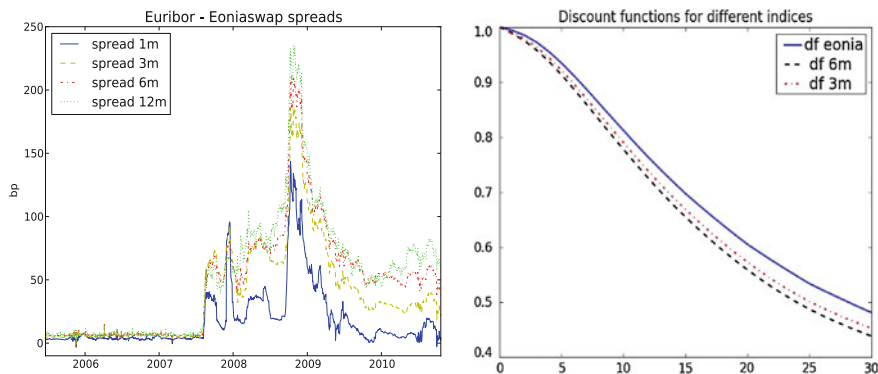 Euribor - Eoniaswap spreads
250
200
150
100
50
0
bp
spread 1m
spread 3m
spread 6m
spread 12m
2006
2007
2008
2009
2010
Discount functions for different indices
1.0
0.9
0.8
0.7
0.6
0.5
0.4
df eonia
df 6m
df 3m
0
5
10
15
20
25
30